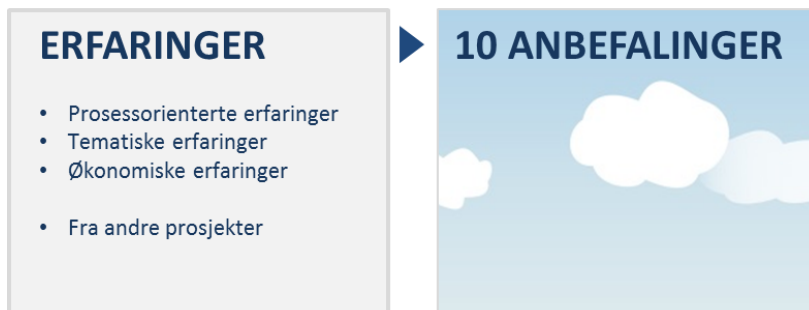 ERFARINGER
• Prosessorienterte erfaringer
• Tematiske erfaringer
• Økonomiske erfaringer
• Fra andre prosjekter
10 ANBEFALINGER